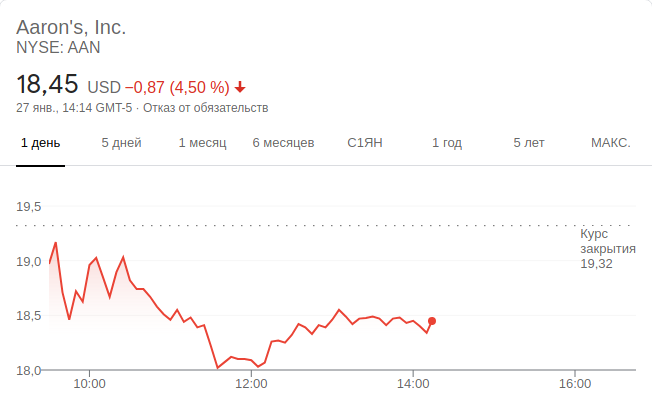 Aaron's, Inc.
NYSE: AAN
18,45 USD −0,87 (4,50 %)
27 янв., 14:14 GMT-5 · Отказ от обязательств
1 день 5 дней 1 месяц 6 месяцев С1ЯН 1 год 5 лет МАКС.
19,5
Курс
закрытия
19,32
19,0
18,5
18,0
10:00 12:00 14:00 16:00